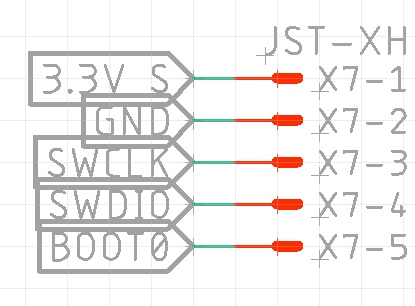 JST-XH
3.3V S X7-1
GND X7-2
SWCLK X7-3
SWDIO X7-4
BOOT0 X7-5